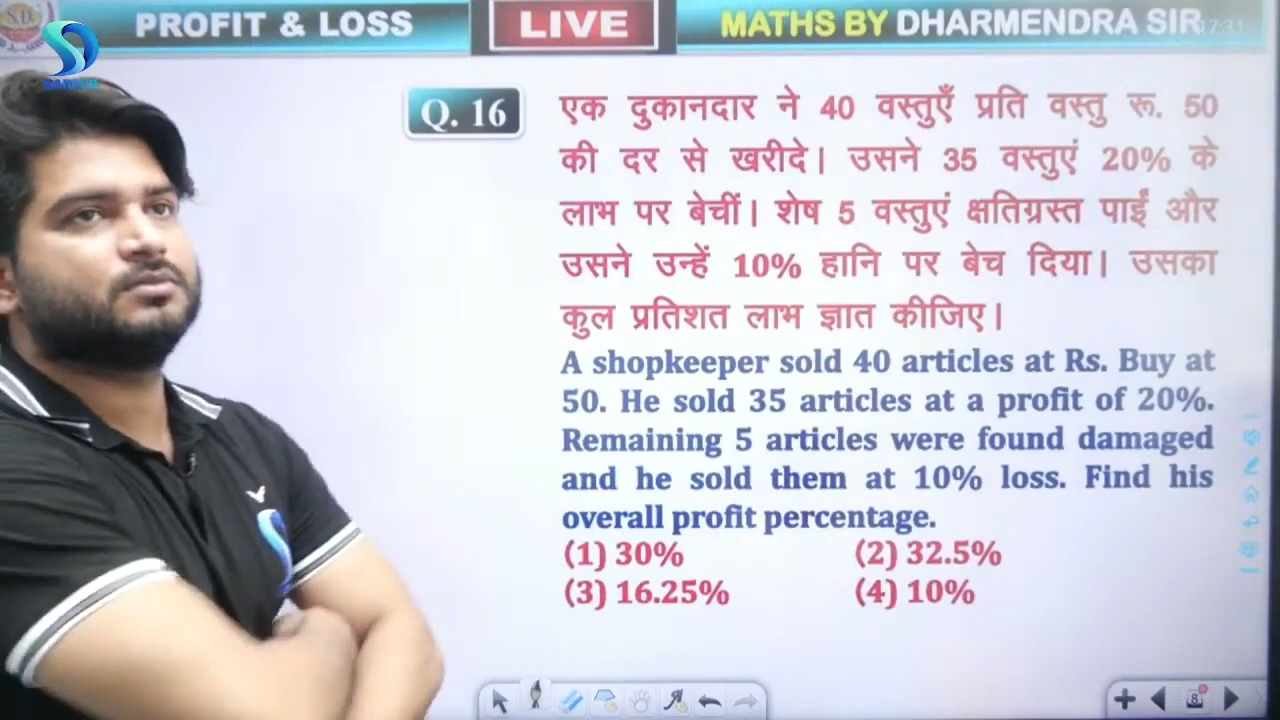 PROFIT & LOSS
LIVE
MATHS BY DHARMENDRA SIR
17:31
Q. 16
एक दुकानदार ने 40 वस्तुएँ प्रति वस्तु रू. 50
की दर से खरीदे। उसने 35 वस्तुएं 20% के
लाभ पर बेचीं। शेष 5 वस्तुएं क्षतिग्रस्त पाईं और
उसने उन्हें 10% हानि पर बेच दिया। उसका
कुल प्रतिशत लाभ ज्ञात कीजिए।
A shopkeeper sold 40 articles at Rs. Buy at
50. He sold 35 articles at a profit of 20%.
Remaining 5 articles were found damaged
and he sold them at 10% loss. Find his
overall profit percentage.
(1) 30%
(2) 32.5%
(3) 16.25%
(4) 10%
8